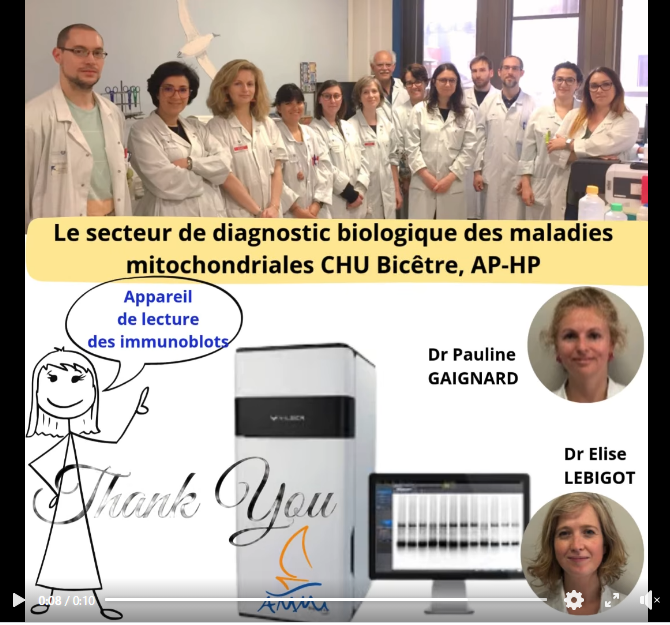 Le secteur de diagnostic biologique des maladies
mitochondriales CHU Bicêtre, AP-HP
Appareil
de lecture
des immunoblots
Dr Pauline
GAIGNARD
Dr Elise
LEBIGOT
Thank You
0:08 / 0:10